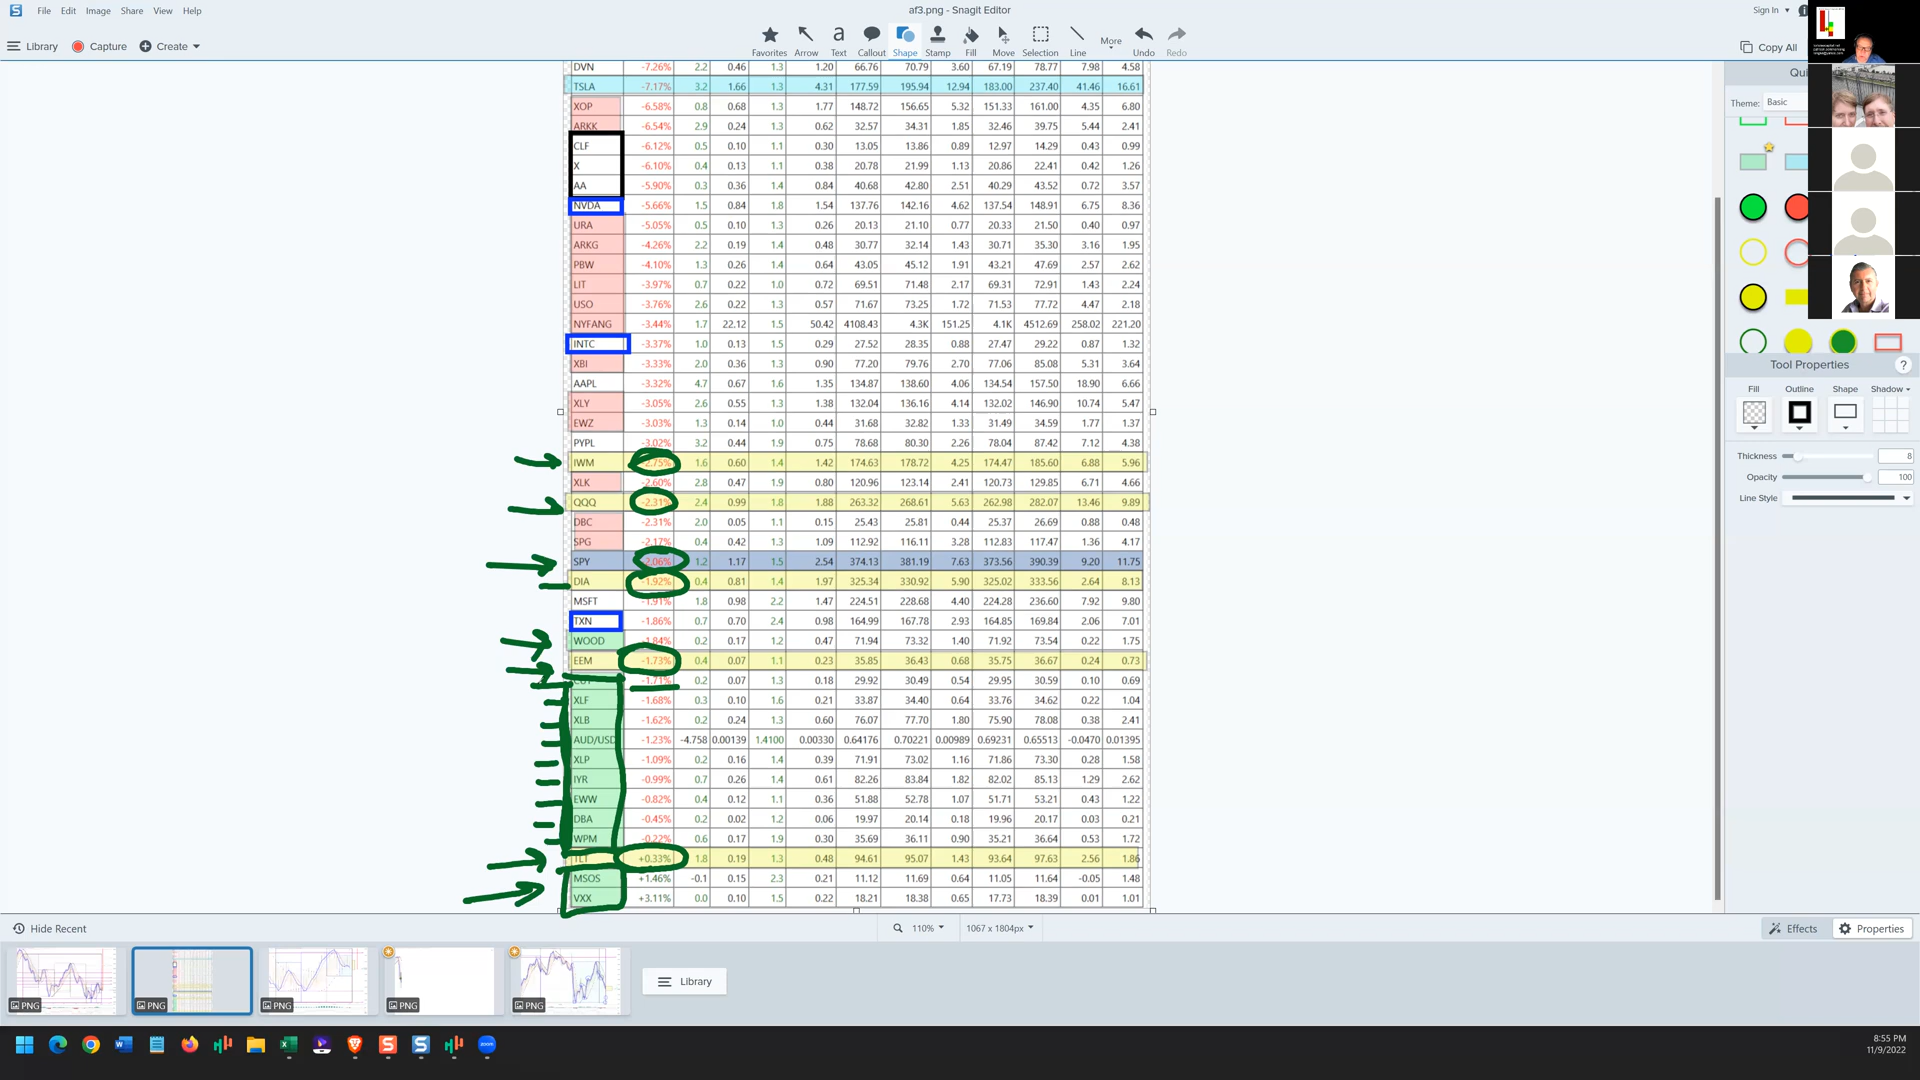 af3.png - Snagit Editor
File Edit Image Share View Help
Sign In
Library Capture Create
Favorites Arrow Text Callout Shape Stamp Fill Move Selection Line More Undo Redo
Copy All
DVN -7.26% 2.2 0.46 1.3 1.20 66.76 70.79 3.60 67.19 78.77 7.98 4.58
TSLA -7.17% 3.2 1.66 1.3 4.31 177.59 195.94 12.94 183.00 237.40 41.46 16.61
XOP -6.58% 0.8 0.68 1.3 1.77 148.72 156.65 5.32 151.33 161.00 4.35 6.80
ARKK -6.54% 2.9 0.24 1.3 0.62 32.57 34.31 1.85 32.46 39.75 5.44 2.41
CLF -6.12% 0.5 0.10 1.1 0.30 13.05 13.86 0.89 12.97 14.29 0.43 0.99
X -6.10% 0.4 0.13 1.1 0.38 20.78 21.99 1.13 20.86 22.41 0.42 1.26
AA -5.90% 0.3 0.36 1.4 0.84 40.68 42.80 2.51 40.29 43.52 0.72 3.57
NVDA -5.66% 1.5 0.84 1.8 1.54 137.76 142.16 4.62 137.54 148.91 6.75 8.36
URA -5.05% 0.5 0.10 1.3 0.26 20.13 21.10 0.77 20.33 21.50 0.40 0.97
ARKG -4.26% 2.2 0.19 1.4 0.48 30.77 32.14 1.43 30.71 35.30 3.16 1.95
PBW -4.10% 1.3 0.26 1.4 0.64 43.05 45.12 1.91 43.21 47.69 2.57 2.62
LIT -3.97% 0.7 0.22 1.0 0.72 69.51 71.48 2.17 69.31 72.91 1.43 2.24
USO -3.76% 2.6 0.22 1.3 0.57 71.67 73.25 1.72 71.53 77.72 4.47 2.18
NYFANG -3.44% 1.7 22.12 1.5 50.42 4108.43 4.3K 151.25 4.1K 4512.69 258.02 221.20
INTC -3.37% 1.0 0.13 1.5 0.29 27.52 28.35 0.88 27.47 29.22 0.87 1.32
XBI -3.33% 2.0 0.36 1.3 0.90 77.20 79.76 2.70 77.06 85.08 5.31 3.64
AAPL -3.32% 4.7 0.67 1.6 1.35 134.87 138.60 4.06 134.54 157.50 18.90 6.66
XLY -3.05% 2.6 0.55 1.3 1.38 132.04 136.16 4.14 132.02 146.90 10.74 5.47
EWZ -3.03% 1.3 0.14 1.0 0.44 31.68 32.82 1.33 31.49 34.59 1.77 1.37
PYPL -3.02% 3.2 0.44 1.9 0.75 78.68 80.30 2.26 78.04 87.42 7.12 4.38
IWM -2.75% 1.6 0.60 1.4 1.42 174.63 178.72 4.25 174.47 185.60 6.88 5.96
XLK -2.60% 2.8 0.47 1.9 0.80 120.96 123.14 2.41 120.73 129.85 6.71 4.66
QQQ -2.31% 2.4 0.99 1.8 1.88 263.32 268.61 5.63 262.98 282.07 13.46 9.89
DBC -2.31% 2.0 0.05 1.1 0.15 25.43 25.81 0.44 25.37 26.69 0.88 0.48
SPG -2.17% 0.4 0.42 1.3 1.09 112.92 116.11 3.28 112.83 117.47 1.36 4.17
SPY -2.06% 1.2 1.17 1.5 2.54 374.13 381.19 7.63 373.56 390.39 9.20 11.75
DIA -1.92% 0.4 0.81 1.4 1.97 325.34 330.92 5.90 325.02 333.56 2.64 8.13
MSFT -1.91% 1.8 0.98 2.2 1.47 224.51 228.68 4.40 224.28 236.60 7.92 9.80
TXN -1.86% 0.7 0.70 2.4 0.98 164.99 167.78 2.93 164.85 169.84 2.06 7.01
WOOD -1.84% 0.2 0.17 1.2 0.47 71.94 73.32 1.40 71.92 73.54 0.22 1.75
EEM -1.73% 0.4 0.07 1.1 0.23 35.85 36.43 0.68 35.75 36.67 0.24 0.73
-1.71% 0.2 0.07 1.3 0.18 29.92 30.49 0.54 29.95 30.59 0.10 0.69
XLF -1.68% 0.3 0.10 1.6 0.21 33.87 34.40 0.64 33.76 34.62 0.22 1.04
XLB -1.62% 0.2 0.24 1.3 0.60 76.07 77.70 1.80 75.90 78.08 0.38 2.41
AUD/USD -1.23% -4.758 0.00139 1.4100 0.00330 0.64176 0.70221 0.00989 0.69231 0.65513 -0.0470 0.01395
XLP -1.09% 0.2 0.16 1.4 0.39 71.91 73.02 1.16 71.86 73.30 0.28 1.58
IYR -0.99% 0.7 0.26 1.4 0.61 82.26 83.84 1.82 82.02 85.13 1.29 2.62
EWW -0.82% 0.4 0.12 1.1 0.36 51.88 52.78 1.07 51.71 53.21 0.43 1.22
DBA -0.45% 0.2 0.02 1.2 0.06 19.97 20.14 0.18 19.96 20.17 0.03 0.21
WPM -0.22% 0.6 0.17 1.9 0.30 35.69 36.11 0.90 35.21 36.64 0.53 1.72
TLT +0.33% 1.8 0.19 1.3 0.48 94.61 95.07 1.43 93.64 97.63 2.56 1.86
MSOS +1.46% -0.1 0.15 2.3 0.21 11.12 11.69 0.64 11.05 11.64 -0.05 1.48
VXX +3.11% 0.0 0.10 1.5 0.22 18.21 18.38 0.65 17.73 18.39 0.01 1.01
Qui
Theme: Basic
Tool Properties ?
Fill Outline Shape Shadow
Thickness 8
Opacity 100
Line Style
Hide Recent
110% 1067 x 1804px
Effects Properties
PNG PNG PNG PNG PNG
Library
8:55 PM
11/9/2022